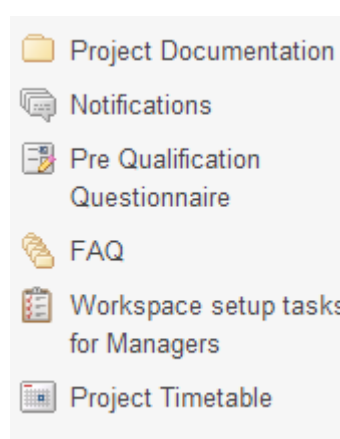 Project Documentation
Notifications
Pre Qualification
Questionnaire
FAQ
Workspace setup tasks
for Managers
Project Timetable